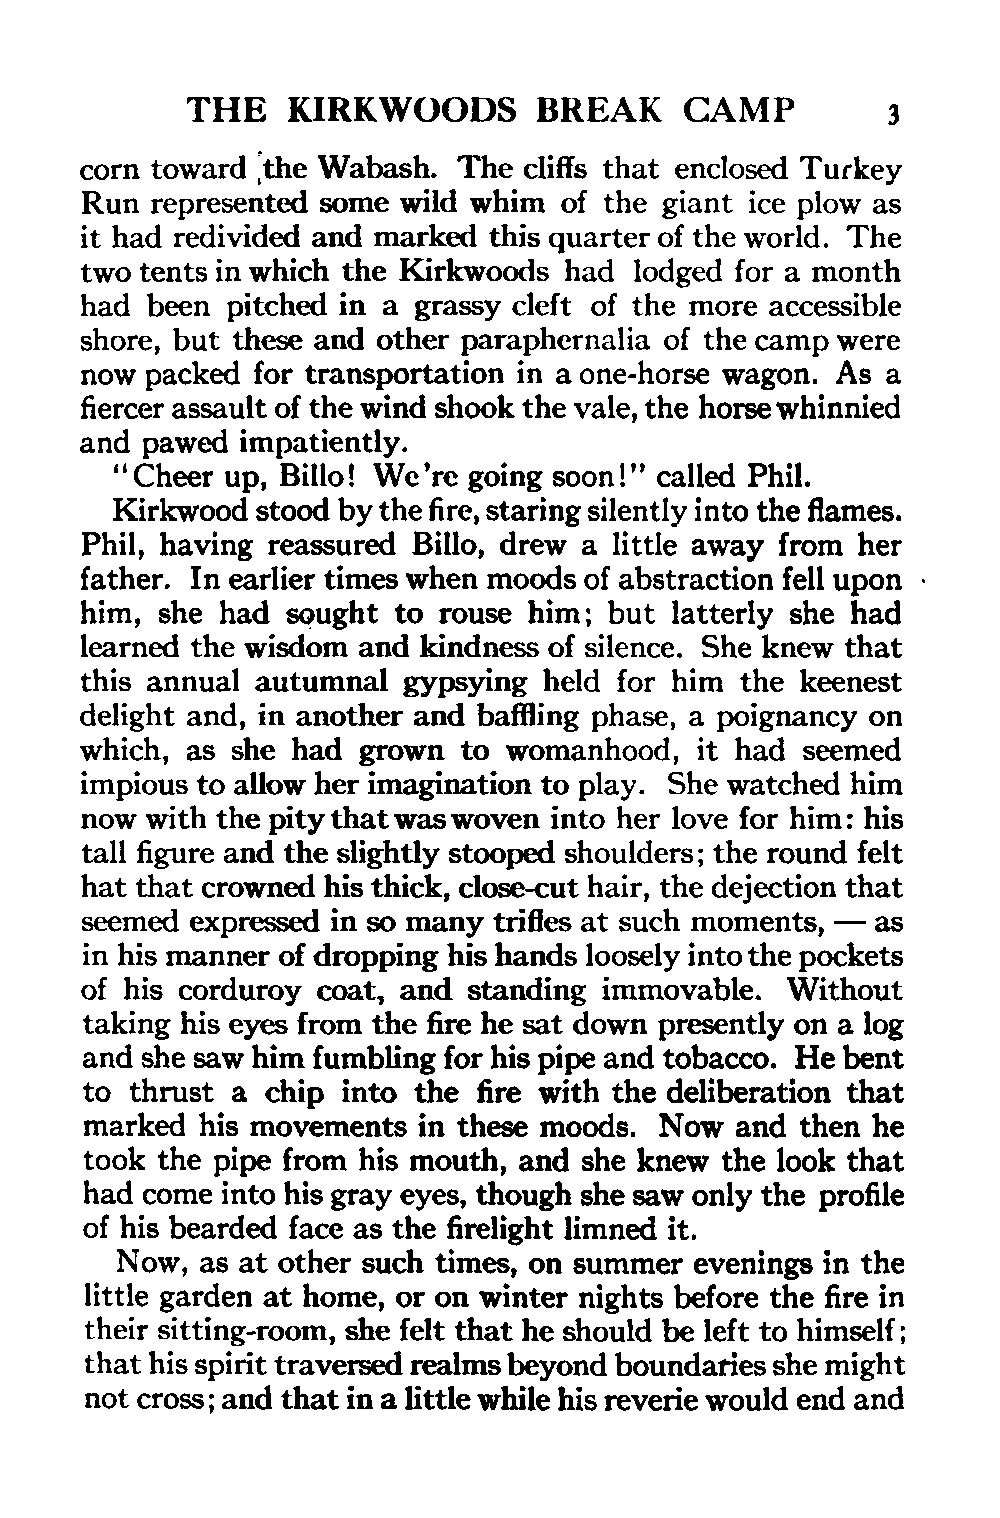 THE KIRKWOODS BREAK CAMP 3
corn toward the Wabash. The cliffs that enclosed Turkey
Run represented some wild whim of the giant ice plow as
it had redivided and marked this quarter of the world. The
two tents in which the Kirkwoods had lodged for a month
had been pitched in a grassy cleft of the more accessible
shore, but these and other paraphernalia of the camp were
now packed for transportation in a one-horse wagon. As a
fiercer assault of the wind shook the vale, the horse whinnied
and pawed impatiently.
"Cheer up, Billo! We're going soon!" called Phil.
Kirkwood stood by the fire, staring silently into the flames.
Phil, having reassured Billo, drew a little away from her
father. In earlier times when moods of abstraction fell upon
him, she had sought to rouse him; but latterly she had
learned the wisdom and kindness of silence. She knew that
this annual autumnal gypsying held for him the keenest
delight and, in another and baffling phase, a poignancy on
which, as she had grown to womanhood, it had seemed
impious to allow her imagination to play. She watched him
now with the pity that was woven into her love for him: his
tall figure and the slightly stooped shoulders; the round felt
hat that crowned his thick, close-cut hair, the dejection that
seemed expressed in so many trifles at such moments, — as
in his manner of dropping his hands loosely into the pockets
of his corduroy coat, and standing immovable. Without
taking his eyes from the fire he sat down presently on a log
and she saw him fumbling for his pipe and tobacco. He bent
to thrust a chip into the fire with the deliberation that
marked his movements in these moods. Now and then he
took the pipe from his mouth, and she knew the look that
had come into his gray eyes, though she saw only the profile
of his bearded face as the firelight limned it.
Now, as at other such times, on summer evenings in the
little garden at home, or on winter nights before the fire in
their sitting-room, she felt that he should be left to himself;
that his spirit traversed realms beyond boundaries she might
not cross; and that in a little while his reverie would end and